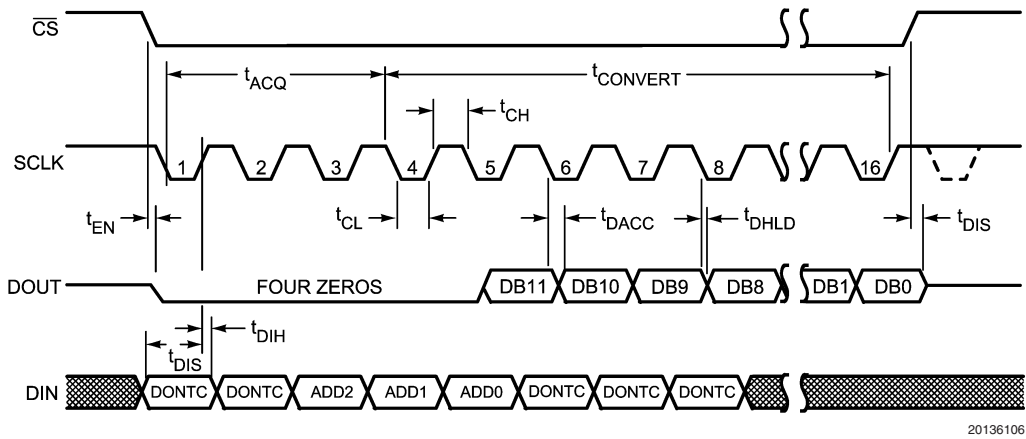 CS
tACQ
tCONVERT
tCH
SCLK 1 2 3 4 5 6 7 8 16
tEN
tCL
tDACC
tDHLD
tDIS
DOUT FOUR ZEROS DB11 DB10 DB9 DB8 DB1 DB0
tDIH
tDIS
DIN DONTC DONTC ADD2 ADD1 ADD0 DONTC DONTC DONTC
20136106